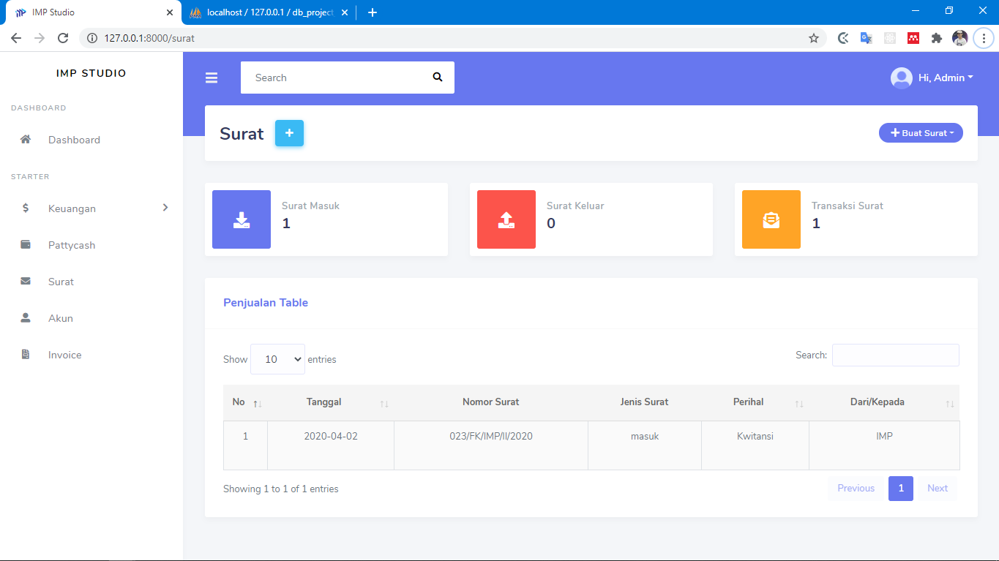 IMP Studio
localhost / 127.0.0.1 / db_project
127.0.0.1:8000/surat
IMP STUDIO
Search
Hi, Admin
DASHBOARD
Dashboard
STARTER
Keuangan
Pattycash
Surat
Akun
Invoice
Surat
Buat Surat
Surat Masuk
1
Surat Keluar
0
Transaksi Surat
1
Penjualan Table
Show 10 entries
Search:
No Tanggal Nomor Surat Jenis Surat Perihal Dari/Kepada
1 2020-04-02 023/FK/IMP/II/2020 masuk Kwitansi IMP
Showing 1 to 1 of 1 entries
Previous 1 Next